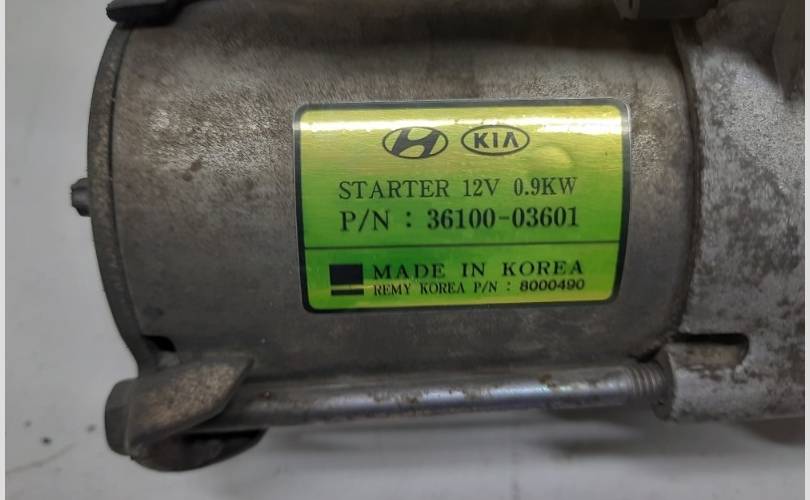 KIA
STARTER 12V 0.9KW
P/N : 36100-03601
MADE IN KOREA
REMY KOREA P/N : 8000490